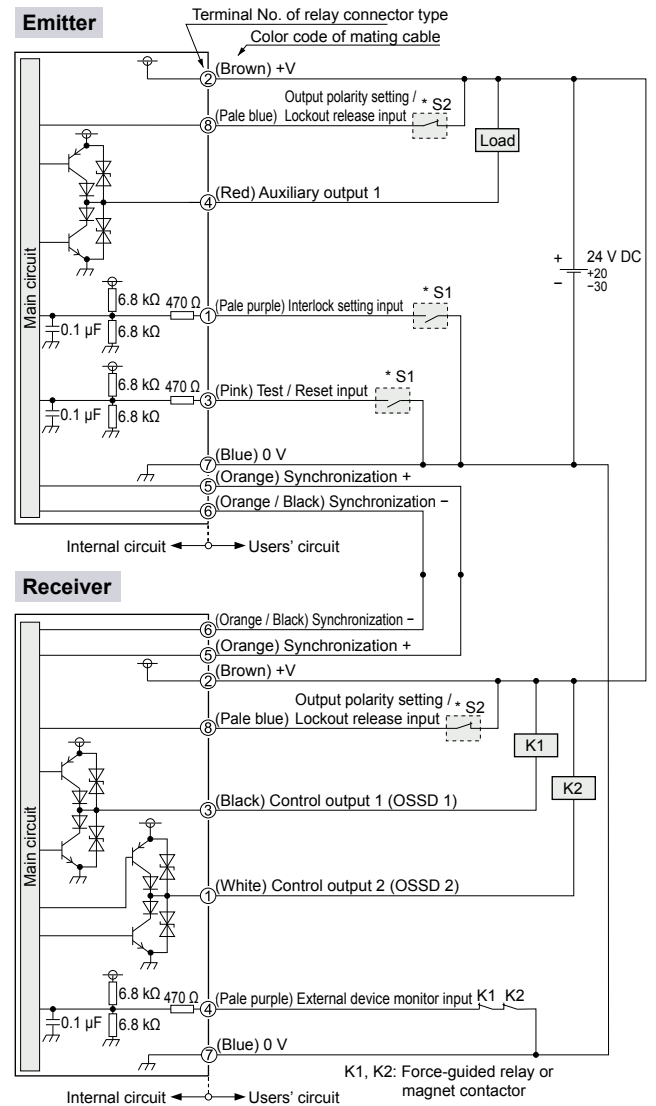 Emitter
Terminal No. of relay connector type
Color code of mating cable
② (Brown) +V
Output polarity setting / * S2
⑧ (Pale blue) Lockout release input
Load
④ (Red) Auxiliary output 1
+ 24 V DC
+20
− −30
Main circuit
6.8 kΩ 470 Ω ① (Pale purple) Interlock setting input * S1
0.1 µF 6.8 kΩ
6.8 kΩ 470 Ω ③ (Pink) Test / Reset input * S1
0.1 µF 6.8 kΩ
⑦ (Blue) 0 V
⑤ (Orange) Synchronization +
⑥ (Orange / Black) Synchronization −
Internal circuit Users' circuit
Receiver
⑥ (Orange / Black) Synchronization −
⑤ (Orange) Synchronization +
② (Brown) +V
Output polarity setting / * S2
⑧ (Pale blue) Lockout release input
K1
K2
③ (Black) Control output 1 (OSSD 1)
Main circuit
① (White) Control output 2 (OSSD 2)
6.8 kΩ 470 Ω ④ (Pale purple) External device monitor input K1 K2
0.1 µF 6.8 kΩ
⑦ (Blue) 0 V
K1, K2: Force-guided relay or
magnet contactor
Internal circuit Users' circuit